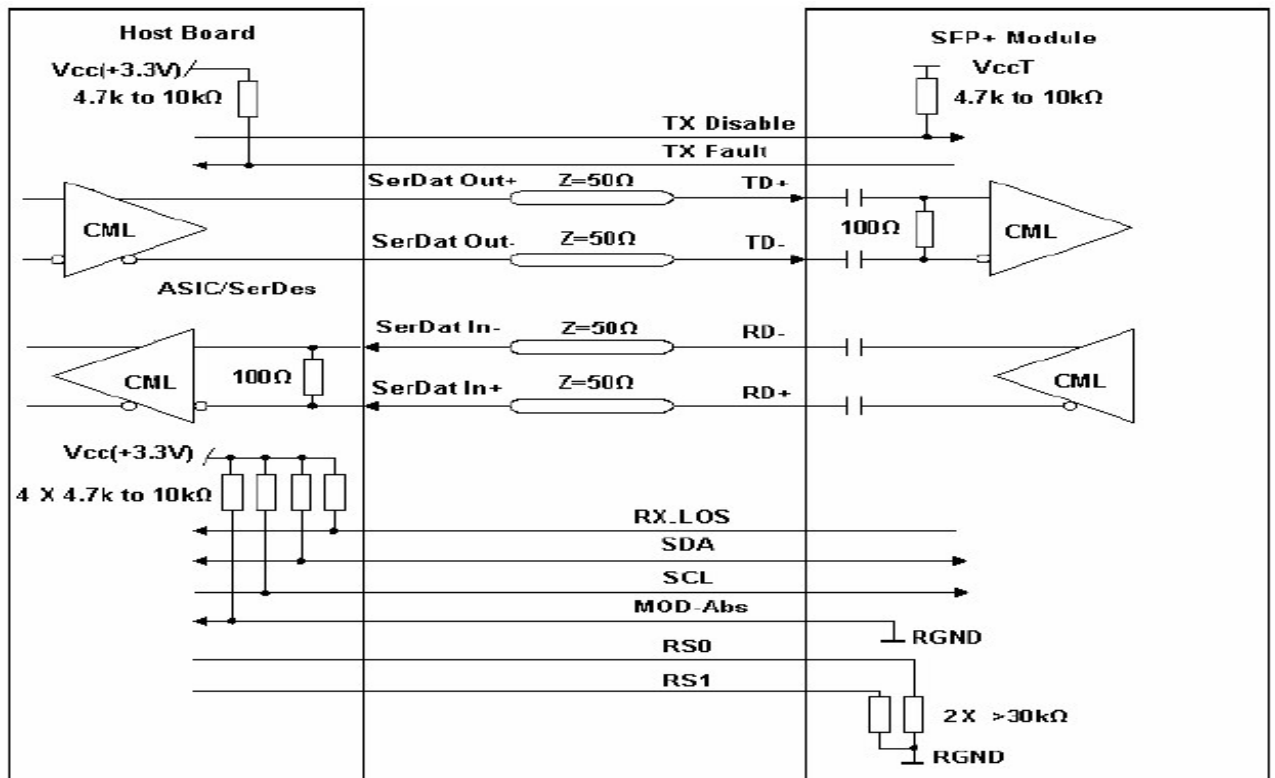 Host Board
SFP+ Module
Vcc(+3.3V)
VccT
4.7k to 10kΩ
4.7k to 10kΩ
TX Disable
TX Fault
SerDat Out+
Z=50Ω
TD+
CML
100Ω
CML
SerDat Out-
Z=50Ω
TD-
ASIC/SerDes
SerDat In-
Z=50Ω
RD-
CML
100Ω
CML
SerDat In+
Z=50Ω
RD+
Vcc(+3.3V)
4 X 4.7k to 10kΩ
RX_LOS
SDA
SCL
MOD-Abs
RGND
RS0
RS1
2X >30kΩ
RGND